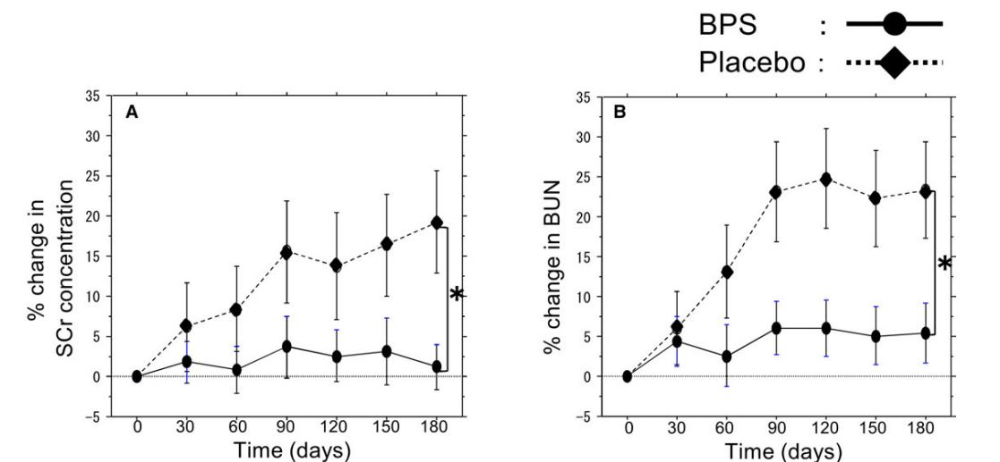 BPS :
Placebo :
A
35
30
25
20
15
10
5
0
−5
% change in
SCr concentration
*
0 30 60 90 120 150 180
Time (days)
B
35
30
25
20
15
10
5
0
−5
% change in BUN
*
0 30 60 90 120 150 180
Time (days)